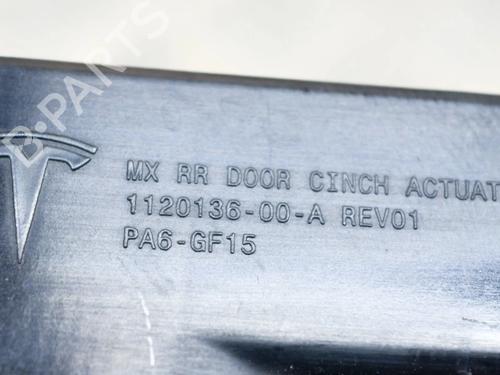 B-PARTS
MX RR DOOR CINCH ACTUAT
1120136-00-A REV01
PA6-GF15